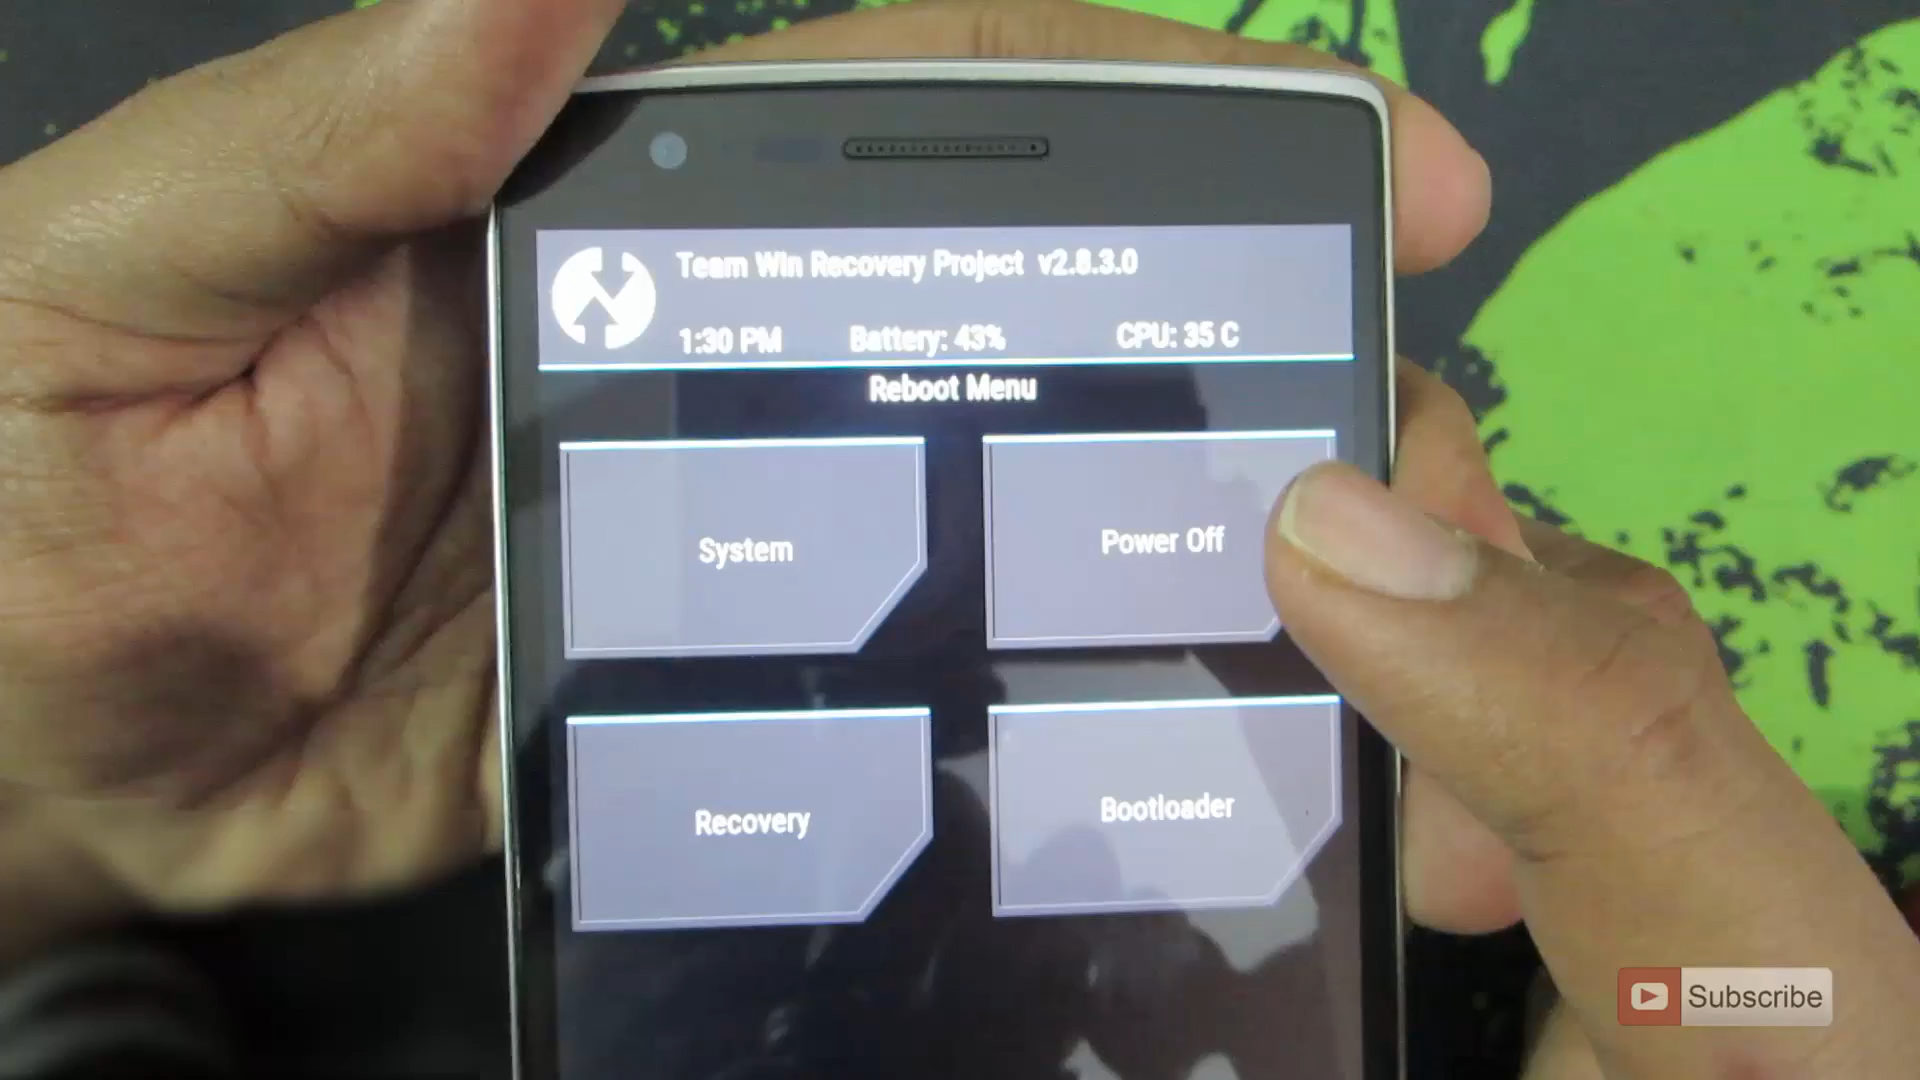 Team Win Recovery Project v2.8.3.0
1:30 PM Battery: 43% CPU: 35 C
Reboot Menu
System
Power Off
Recovery
Bootloader
Subscribe